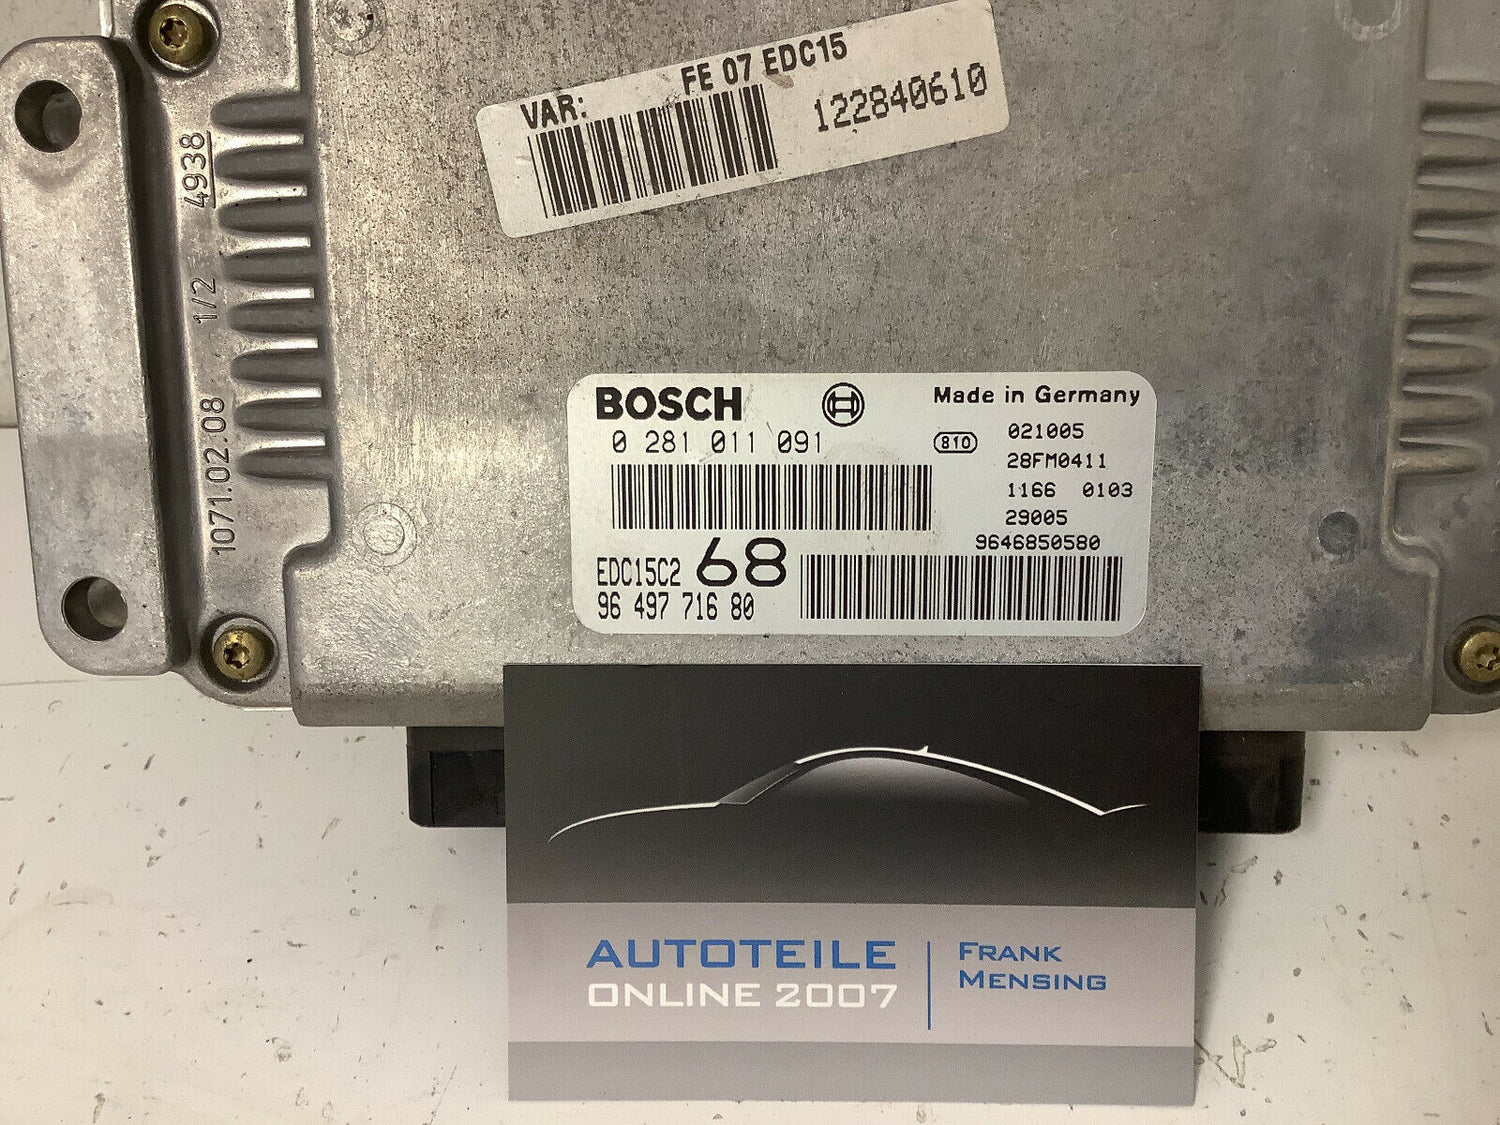 VAR: FE 07 EDC15
122840610
4938
1/2
1071.02.08
BOSCH Made in Germany
0 281 011 091
810 021005
28FM0411
1166 0103
29005
9646850580
EDC15C2 68
96 497 716 80
AUTOTEILE
ONLINE 2007
FRANK
MENSING